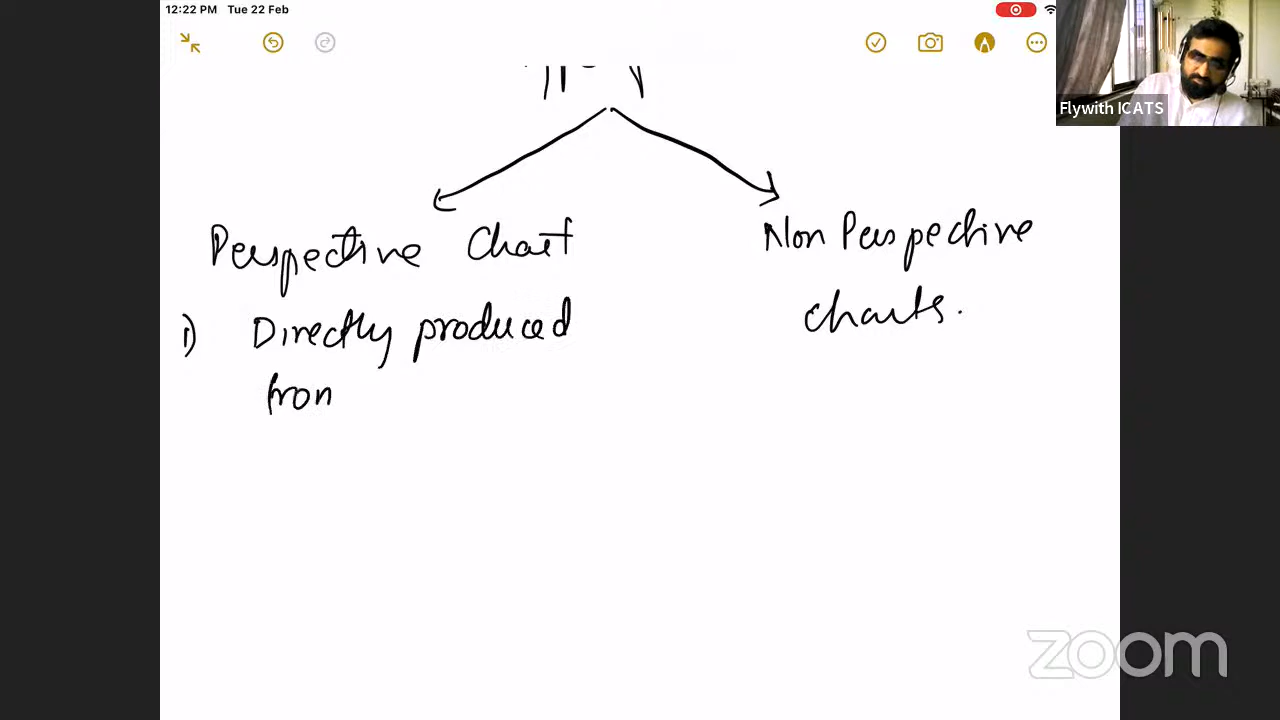 12:22 PM Tue 22 Feb
Flywith ICATS
Perspective Chart
Non Perspective
charts.
1) Directly produced
from
zoom